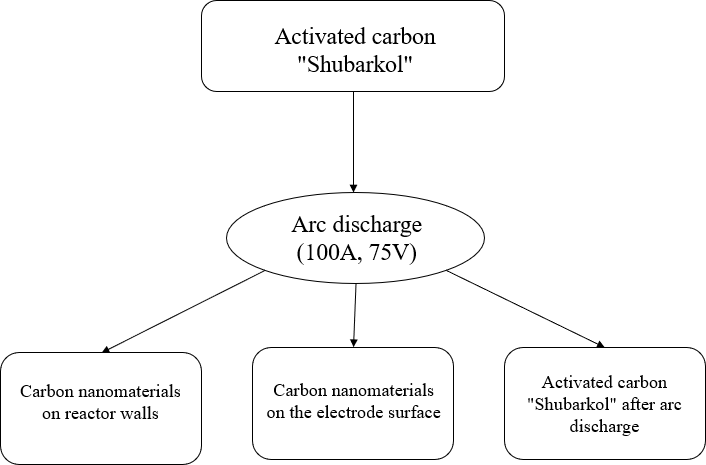 Activated carbon
"Shubarkol"
Arc discharge
(100A, 75V)
Carbon nanomaterials
on reactor walls
Carbon nanomaterials
on the electrode surface
Activated carbon
"Shubarkol" after arc
discharge